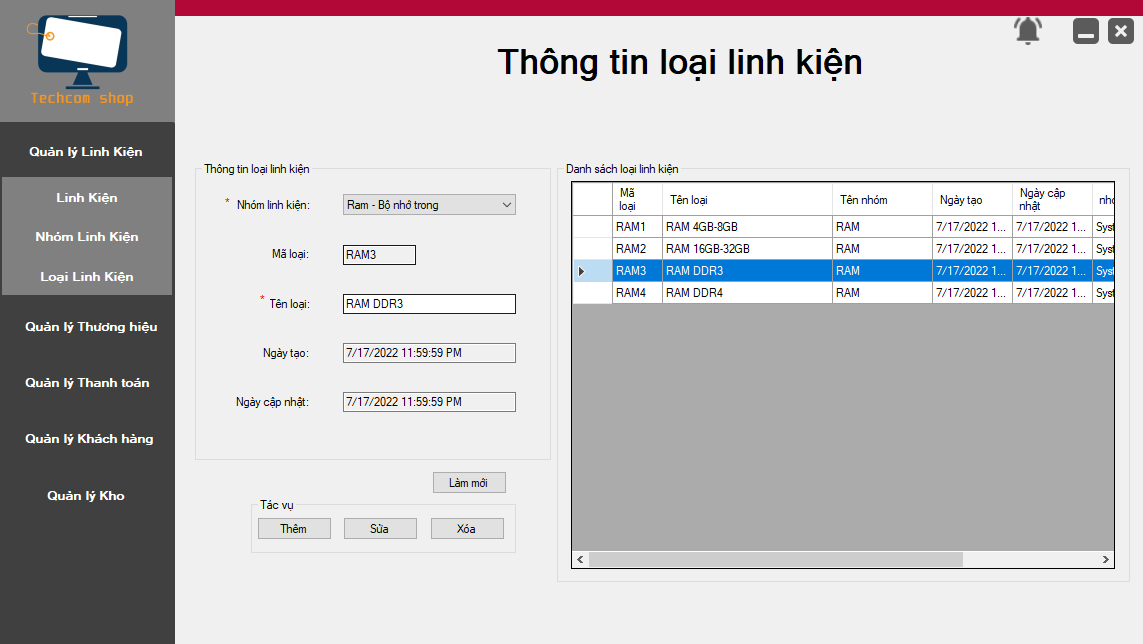 Techcom shop
Quản lý Linh Kiện
Linh Kiện
Nhóm Linh Kiện
Loại Linh Kiện
Quản lý Thương hiệu
Quản lý Thanh toán
Quản lý Khách hàng
Quản lý Kho
Thông tin loại linh kiện
Thông tin loại linh kiện
* Nhóm linh kiện: Ram - Bộ nhớ trong
Mã loại: RAM3
* Tên loại: RAM DDR3
Ngày tạo: 7/17/2022 11:59:59 PM
Ngày cập nhật: 7/17/2022 11:59:59 PM
Làm mới
Tác vụ
Thêm Sửa Xóa
Danh sách loại linh kiện
Mã loại Tên loại Tên nhóm Ngày tạo Ngày cập nhật
RAM1 RAM 4GB-8GB RAM 7/17/2022 1... 7/17/2022 1...
RAM2 RAM 16GB-32GB RAM 7/17/2022 1... 7/17/2022 1...
RAM3 RAM DDR3 RAM 7/17/2022 1... 7/17/2022 1...
RAM4 RAM DDR4 RAM 7/17/2022 1... 7/17/2022 1...